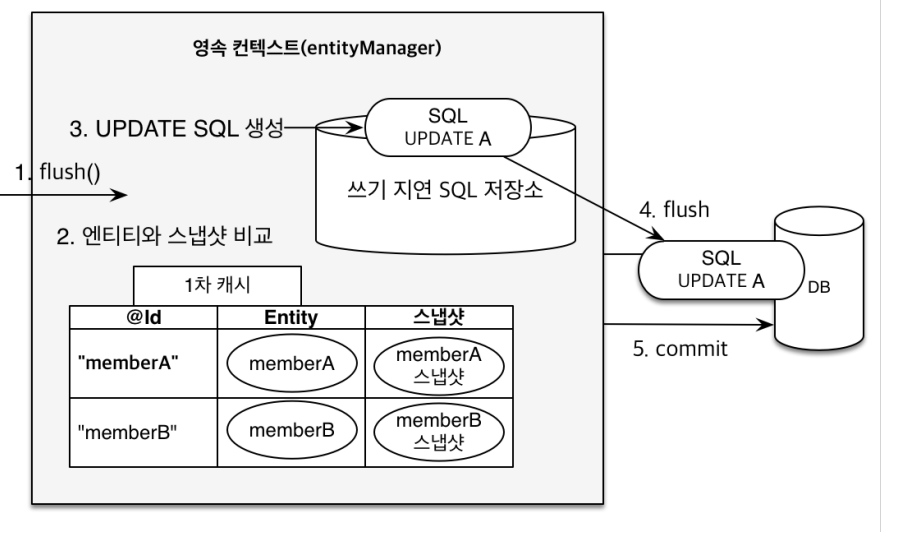 영속 컨텍스트(entityManager)
3. UPDATE SQL 생성
SQL
UPDATE A
1. flush()
쓰기 지연 SQL 저장소
4. flush
2. 엔티티와 스냅샷 비교
SQL
UPDATE A
DB
1차 캐시
@Id Entity 스냅샷
5. commit
"memberA" memberA memberA
스냅샷
"memberB" memberB memberB
스냅샷